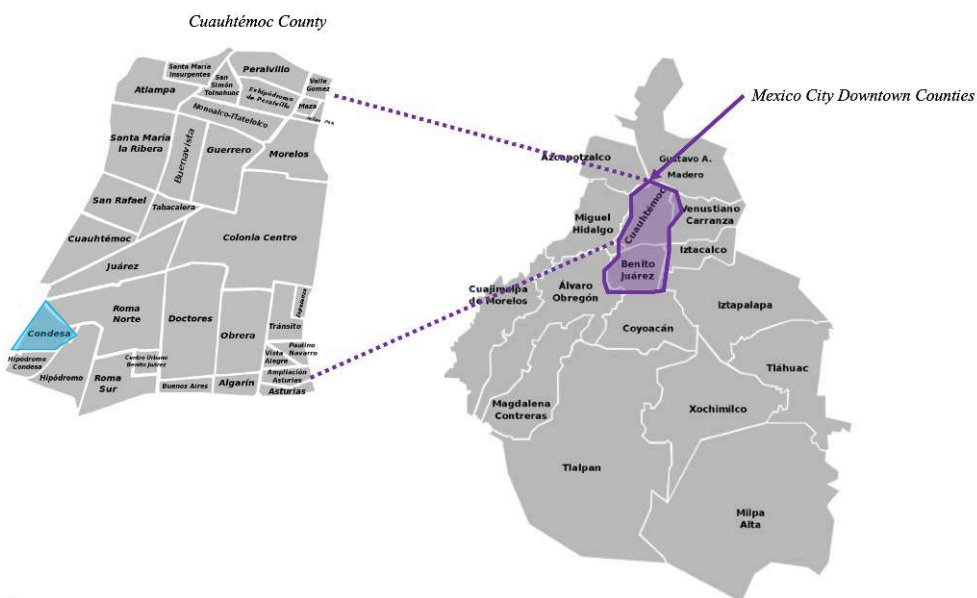 Cuauhtémoc County
Mexico City Downtown Counties
Santa María
Insurgentes
San
Simón
Tolnahuac
Peralvillo
Valle
Gomez
Atlampa
Exhipódromo
de Peralvillo
Maza
Nonoalco-Tlatelolco
Santa María
la Ribera
Buenavista
Guerrero
Morelos
San Rafael
Tabacalera
Cuauhtémoc
Colonia Centro
Juárez
Roma
Norte
Doctores
Obrera
Tránsito
Condesa
Hipódromo
Condesa
Hipódromo
Roma
Sur
Centro Urbano
Benito Juárez
Vista
Alegre
Paulino
Navarro
Buenos Aires
Algarín
Ampliación
Asturias
Asturias
Azcapotzalco
Gustavo A.
Madero
Miguel
Hidalgo
Cuauhtémoc
Venustiano
Carranza
Benito
Juárez
Iztacalco
Cuajimalpa
de Morelos
Álvaro
Obregón
Iztapalapa
Coyoacán
Tláhuac
Magdalena
Contreras
Xochimilco
Tlalpan
Milpa
Alta